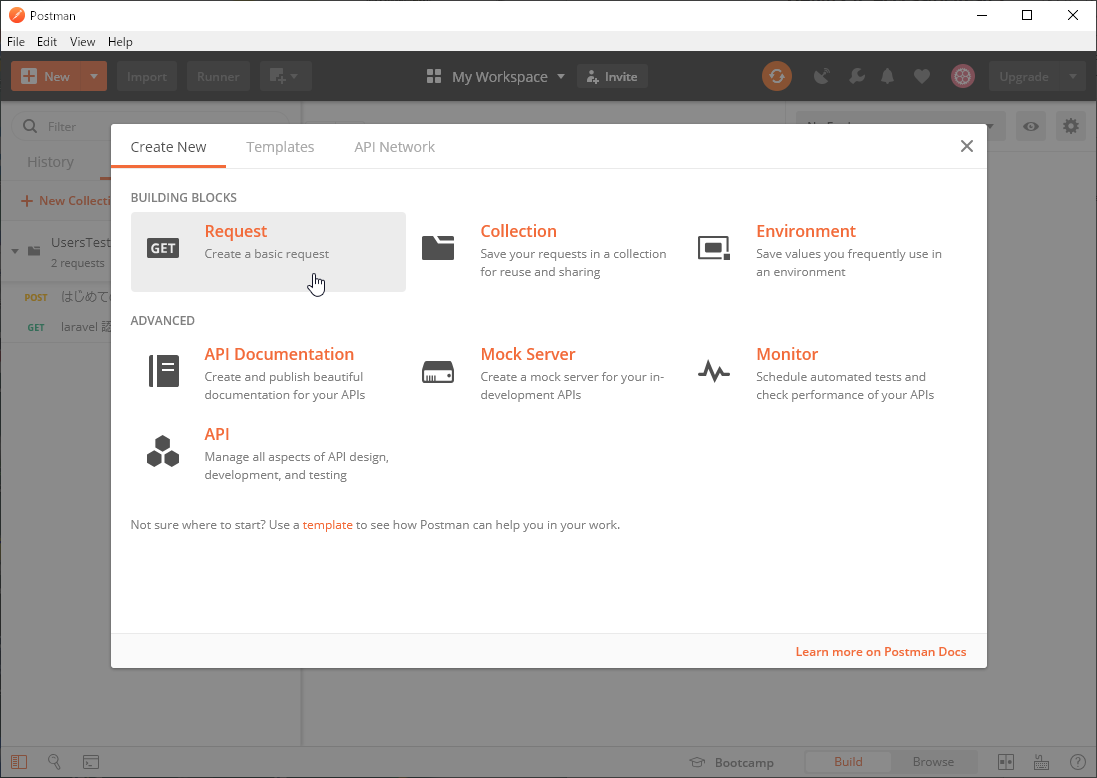 Postman
File Edit View Help
New Import Runner My Workspace Invite Upgrade
Filter
History
New Collecti
UsersTest
2 requests
POST はじめて
GET laravel 認
Create New Templates API Network
BUILDING BLOCKS
GET
Request
Create a basic request
Collection
Save your requests in a collection
for reuse and sharing
Environment
Save values you frequently use in
an environment
ADVANCED
API Documentation
Create and publish beautiful
documentation for your APIs
Mock Server
Create a mock server for your in-
development APIs
Monitor
Schedule automated tests and
check performance of your APIs
API
Manage all aspects of API design,
development, and testing
Not sure where to start? Use a template to see how Postman can help you in your work.
Learn more on Postman Docs
Bootcamp Build Browse